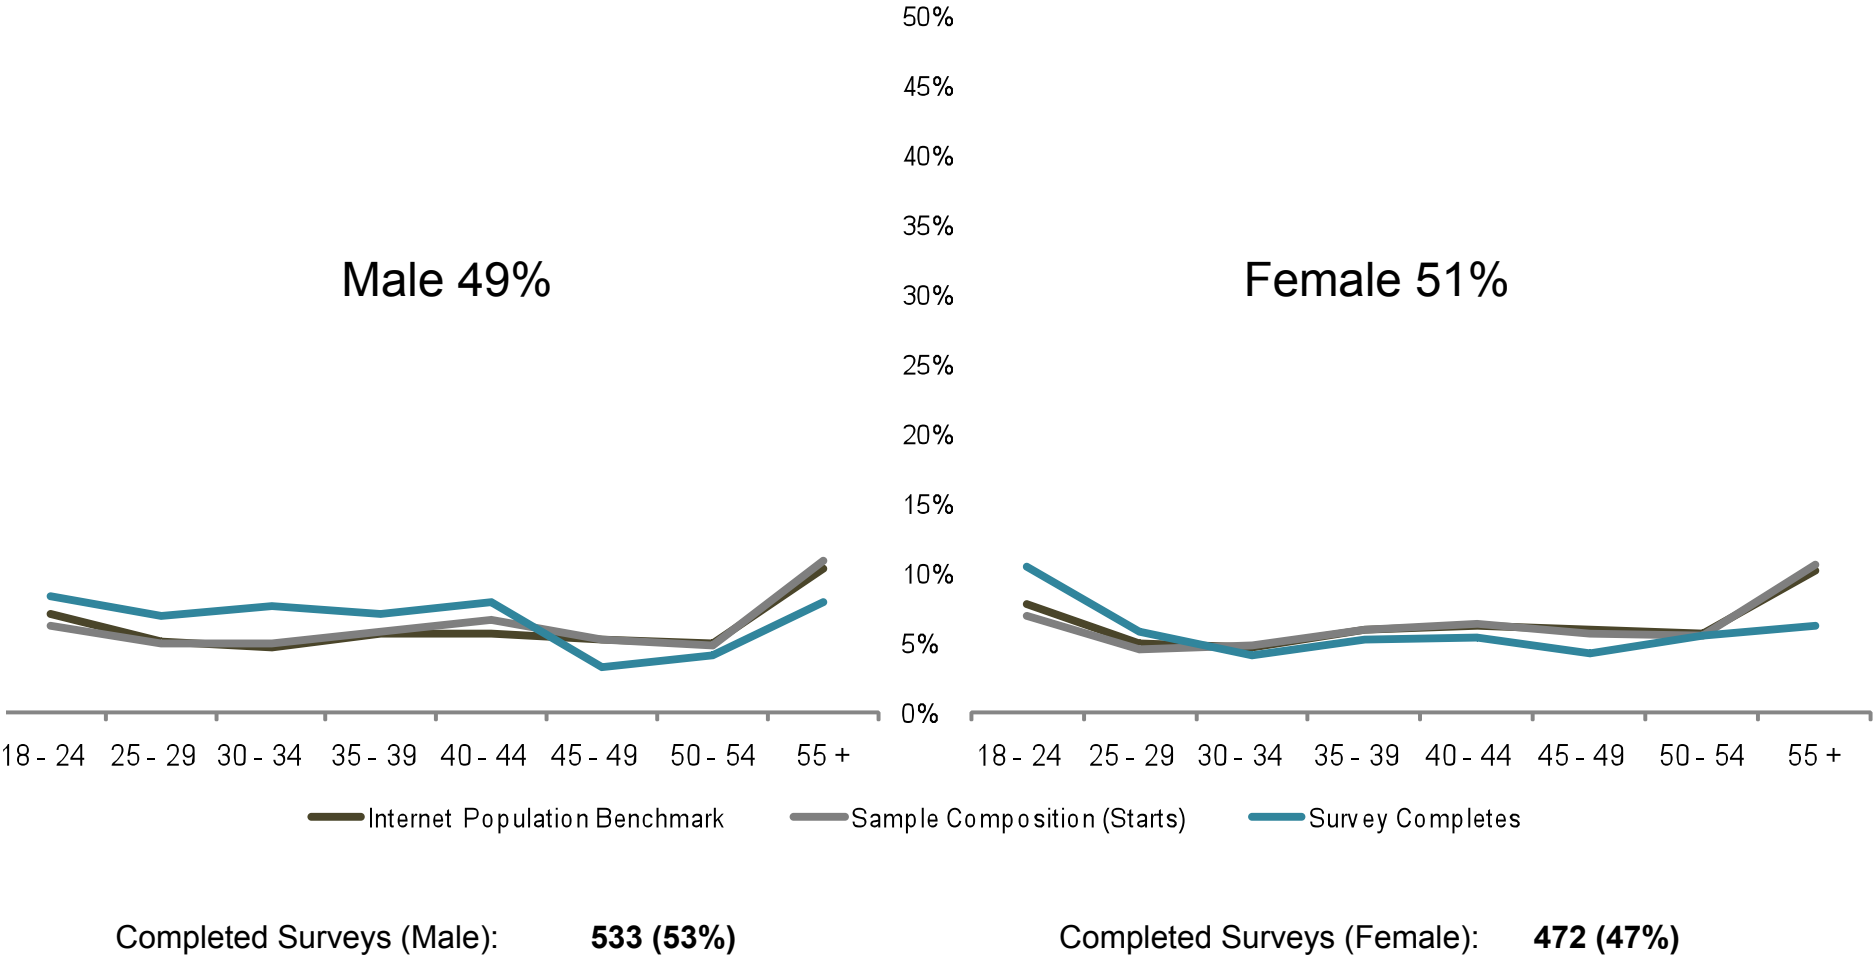 50%
45%
40%
35%
Male 49%
Female 51%
30%
25%
20%
15%
10%
5%
0%
18 - 24 25 - 29 30 - 34 35 - 39 40 - 44 45 - 49 50 - 54 55 +
18 - 24 25 - 29 30 - 34 35 - 39 40 - 44 45 - 49 50 - 54 55 +
Internet Population Benchmark Sample Composition (Starts) Survey Completes
Completed Surveys (Male): 533 (53%)
Completed Surveys (Female): 472 (47%)